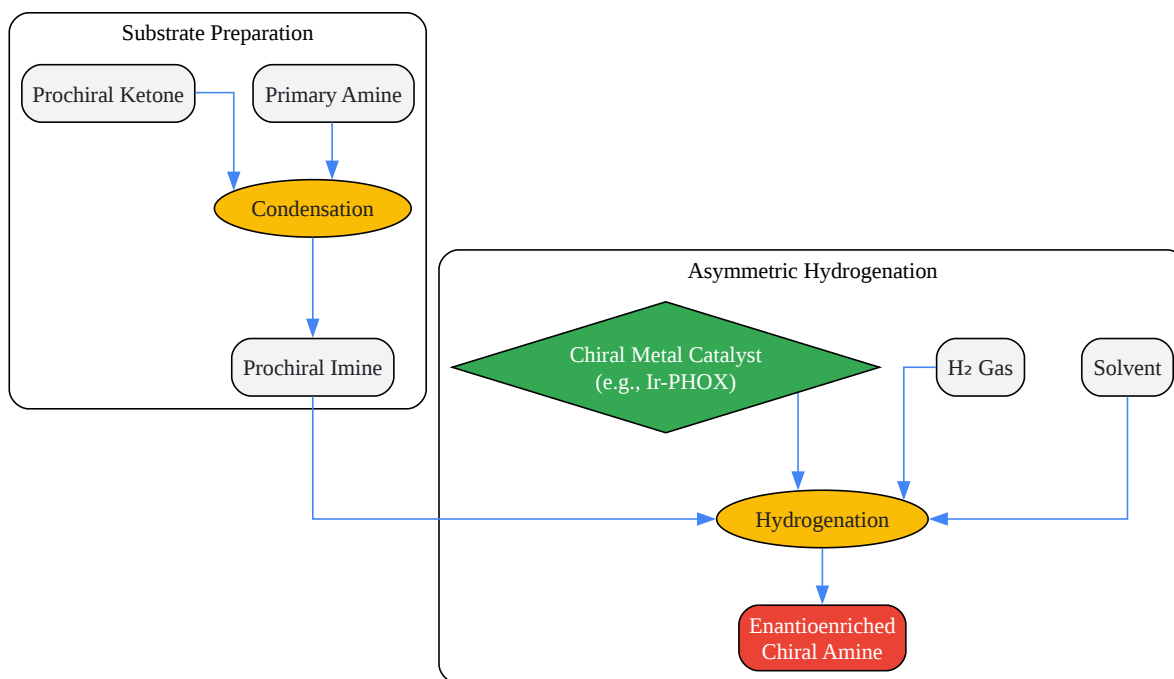 Substrate Preparation
Prochiral Ketone
Primary Amine
Condensation
Prochiral Imine
Asymmetric Hydrogenation
Chiral Metal Catalyst
(e.g., Ir-PHOX)
H₂ Gas
Solvent
Hydrogenation
Enantioenriched
Chiral Amine